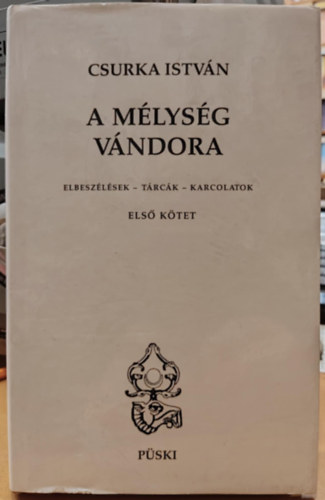 CSURKA ISTVÁN
A MÉLYSÉG
VÁNDORA
ELBESZÉLÉSEK – TÁRCÁK – KARCOLATOK
ELSŐ KÖTET
PÜSKI